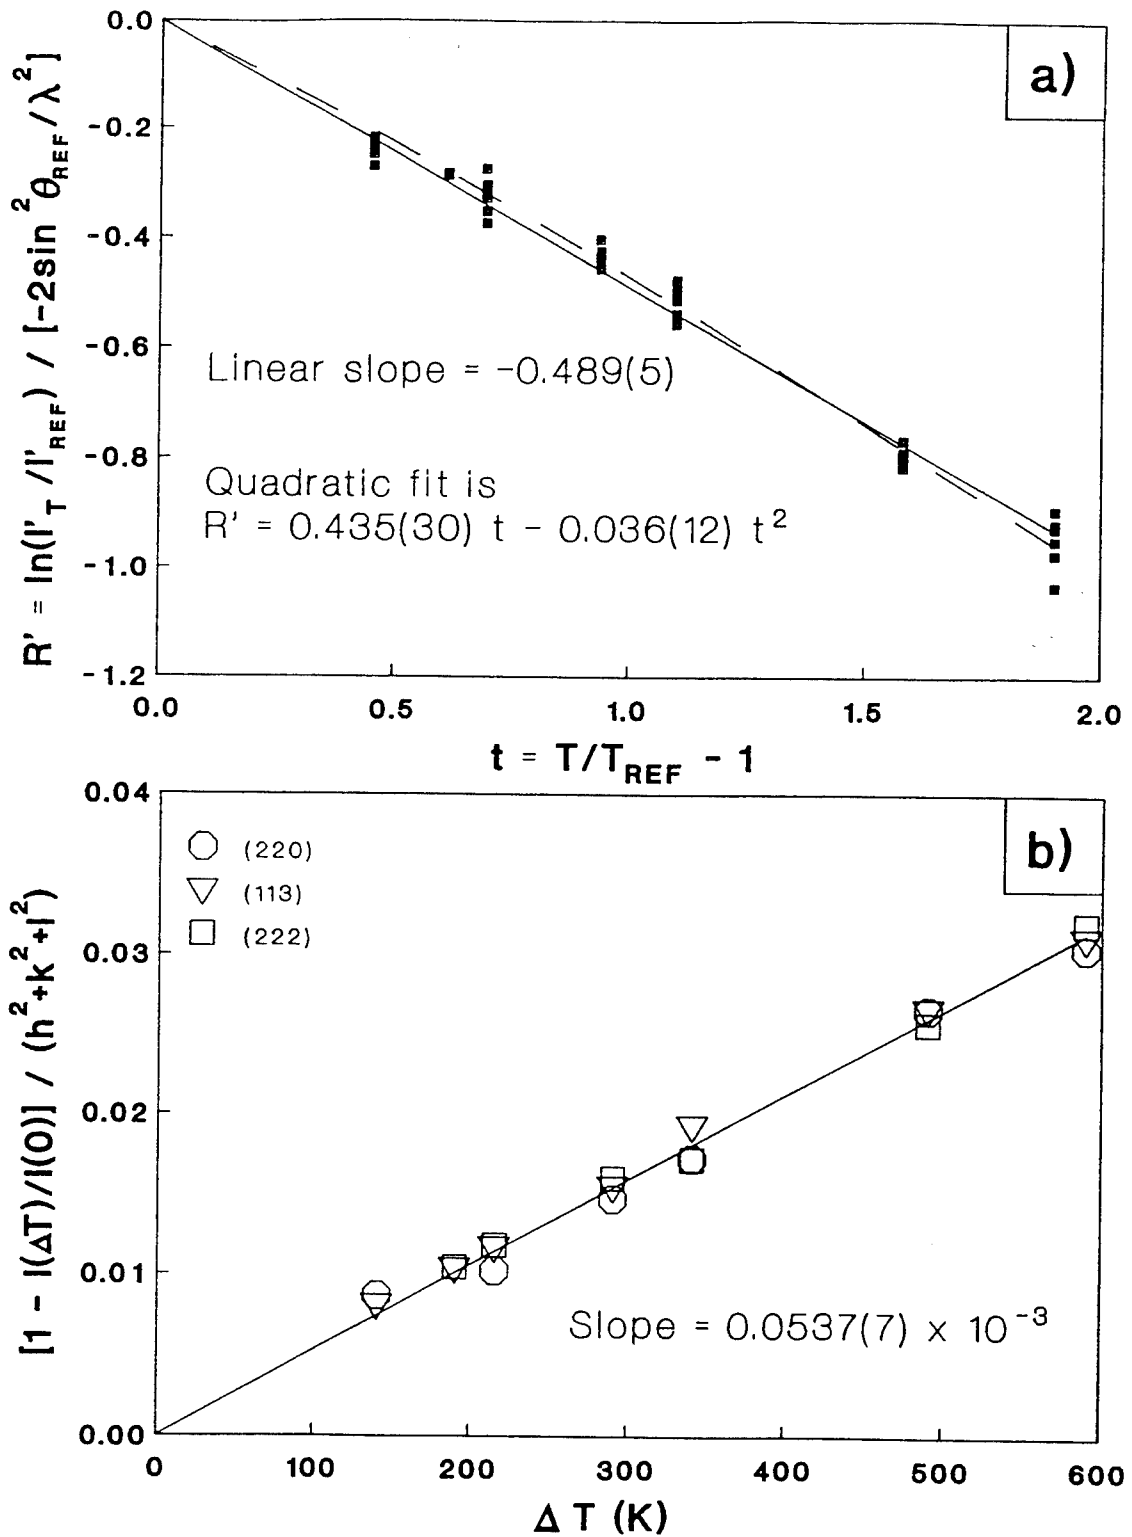 a)
R' = ln(I'T /I'REF) / [-2sin²θREF/λ²]
0.0
-0.2
-0.4
-0.6
-0.8
-1.0
-1.2
Linear slope = -0.489(5)
Quadratic fit is
R' = 0.435(30) t - 0.036(12) t²
0.0 0.5 1.0 1.5 2.0
t = T/TREF - 1
b)
[1 - I(ΔT)/I(0)] / (h²+k²+l²)
0.04
0.03
0.02
0.01
0.00
(220)
(113)
(222)
Slope = 0.0537(7) x 10⁻³
0 100 200 300 400 500 600
Δ T (K)